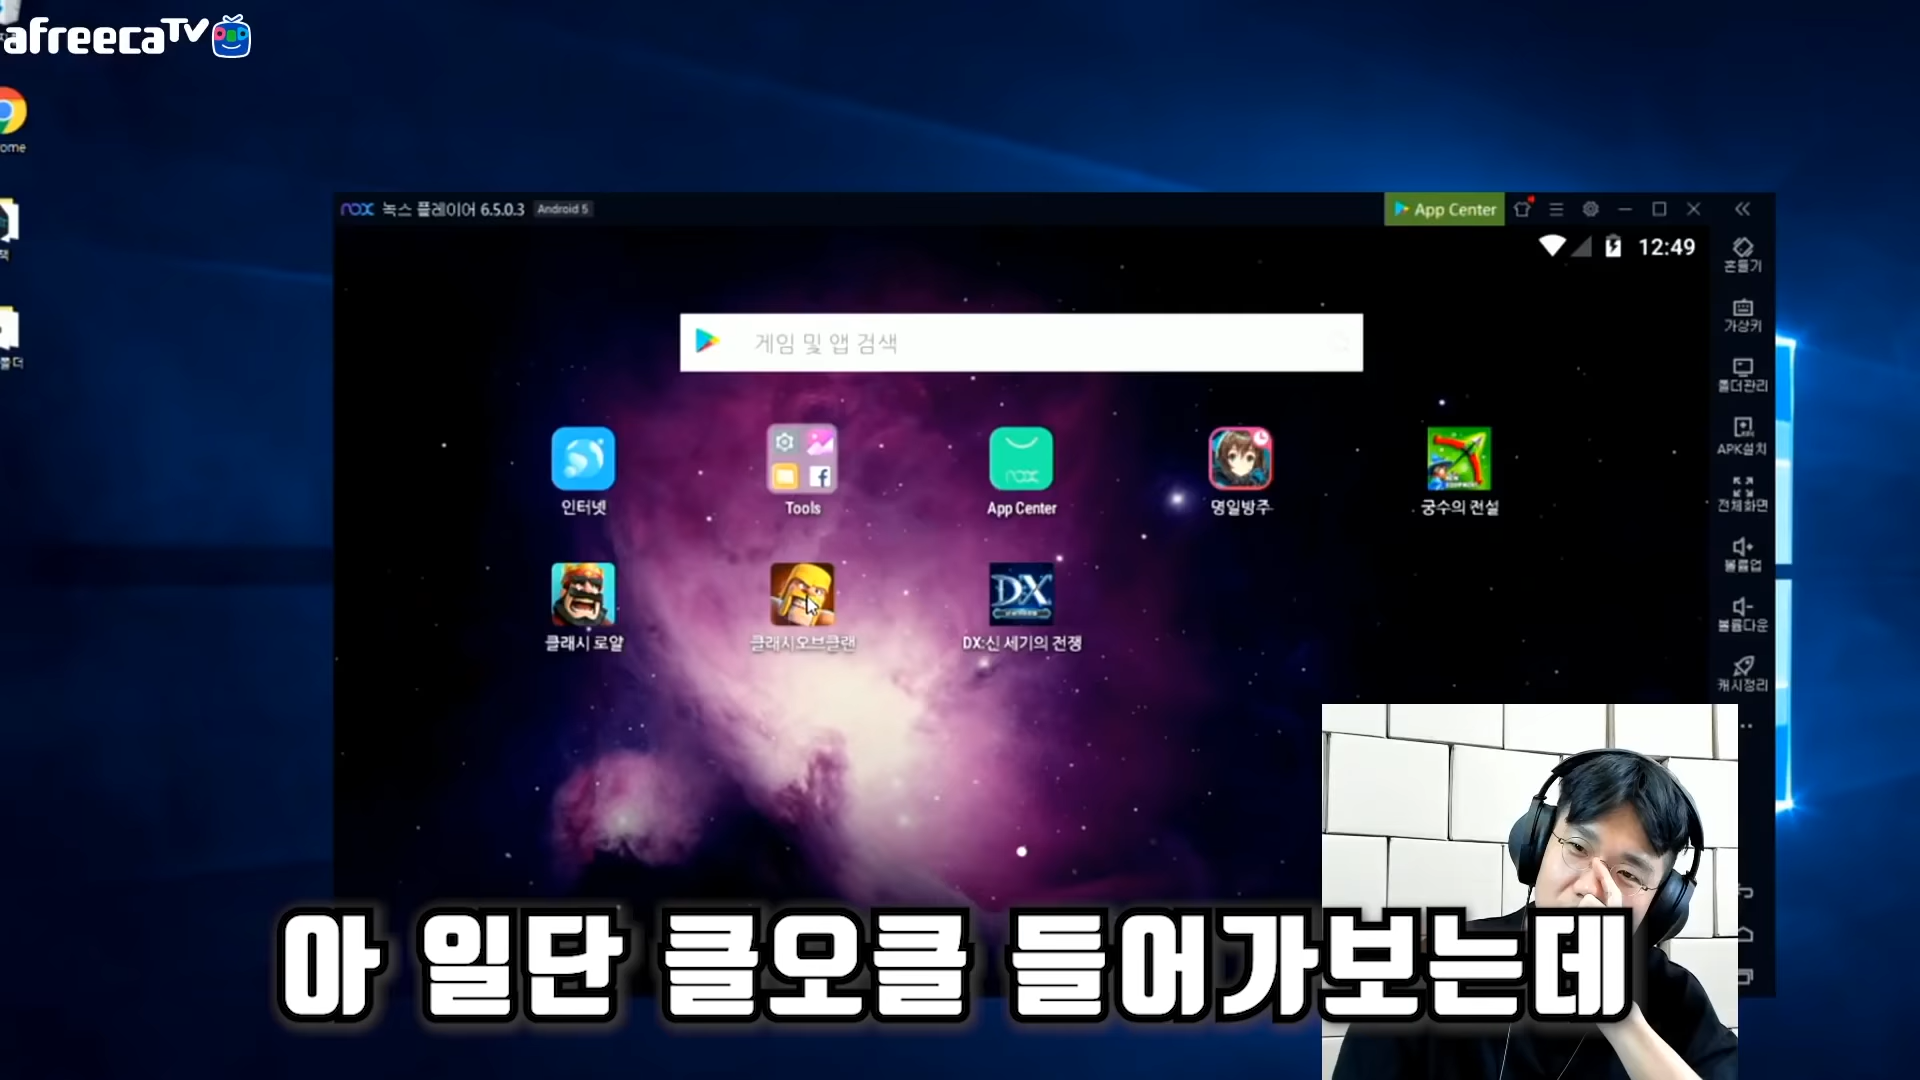 afreecaTV
녹스 플레이어 6.5.0.3 Android 5
App Center
12:49
게임 및 앱 검색
인터넷
Tools
App Center
명일방주
궁수의 전설
클래시 로얄
클래시오브클랜
DX:신 세기의 전쟁
흔들기
가상키
폴더관리
APK설치
전체화면
볼륨업
볼륨다운
캐시정리
아 일단 클오클 들어가보는데